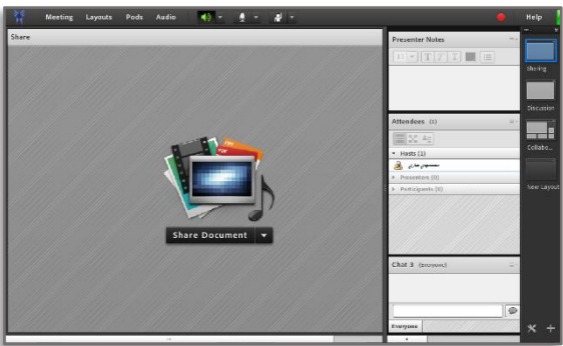 Meeting Layouts Pods Audio Help
Share
Presenter Notes
Sharing
Discussion
Attendees (1)
Collabo...
Hosts (1)
Presenters (0)
Participants (0)
New Layout
Share Document
Chat 3 (Everyone)
Everyone